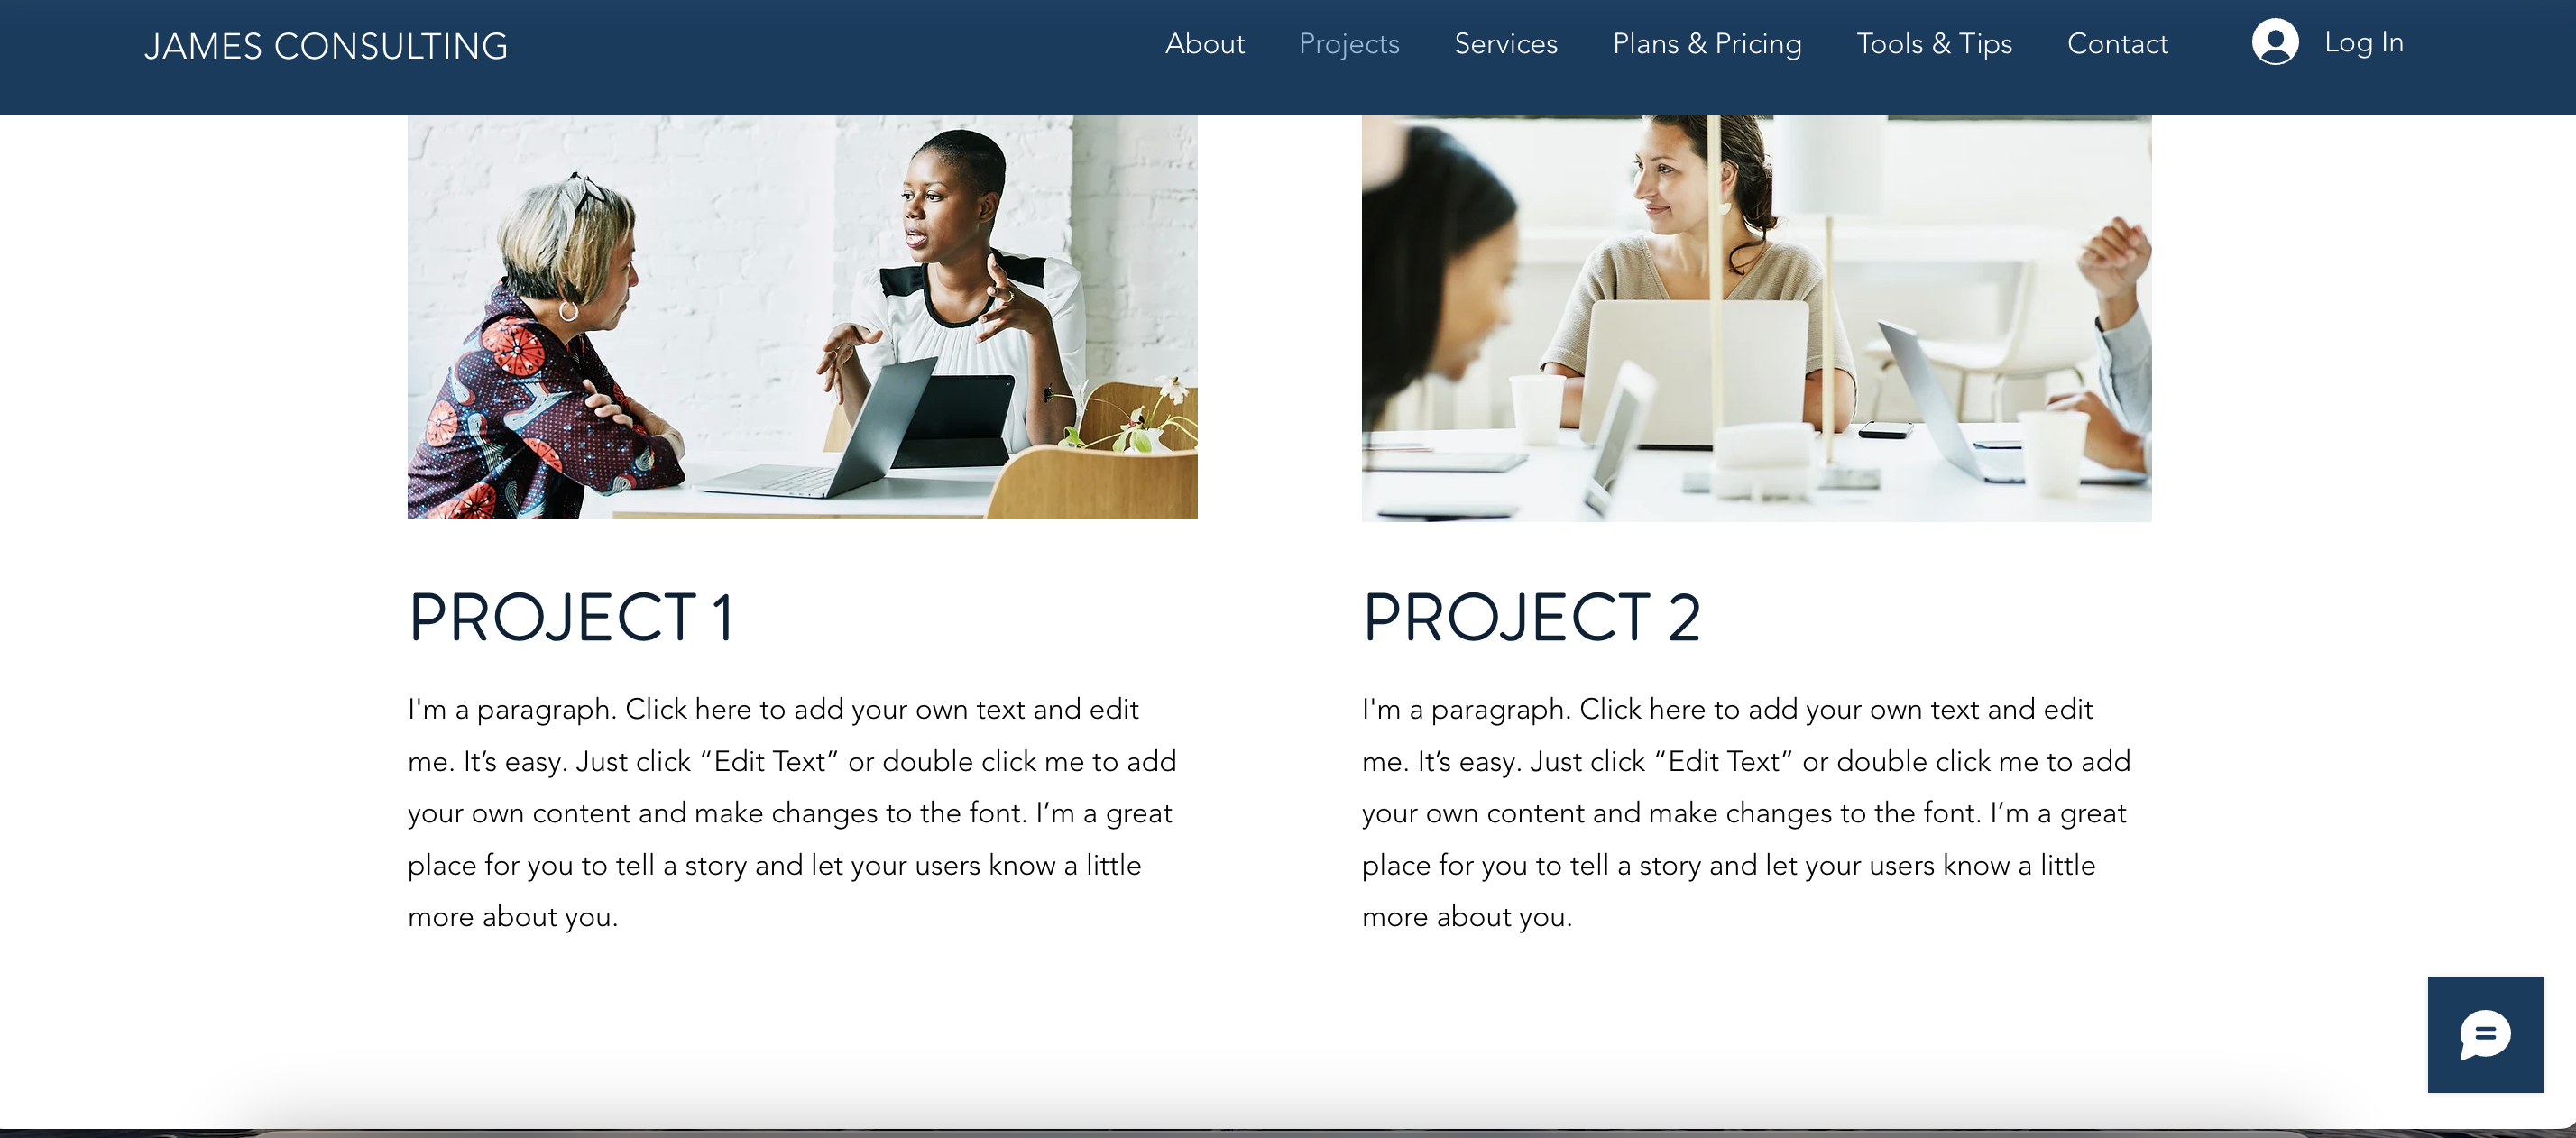 JAMES CONSULTING
About Projects Services Plans & Pricing Tools & Tips Contact Log In
PROJECT 1
I'm a paragraph. Click here to add your own text and edit
me. It’s easy. Just click “Edit Text” or double click me to add
your own content and make changes to the font. I’m a great
place for you to tell a story and let your users know a little
more about you.
PROJECT 2
I'm a paragraph. Click here to add your own text and edit
me. It’s easy. Just click “Edit Text” or double click me to add
your own content and make changes to the font. I’m a great
place for you to tell a story and let your users know a little
more about you.